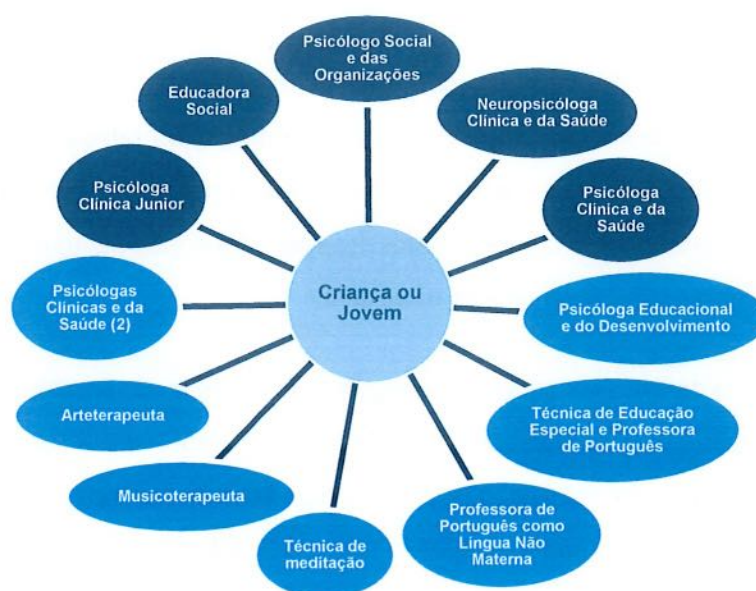 Psicólogo Social
e das
Organizações
Educadora
Social
Neuropsicóloga
Clínica e da Saúde
Psicóloga
Clínica Junior
Psicóloga
Clínica e da
Saúde
Psicólogas
Clínicas e da
Saúde (2)
Criança ou
Jovem
Psicóloga Educacional
e do Desenvolvimento
Arteterapeuta
Técnica de Educação
Especial e Professora
de Português
Musicoterapeuta
Técnica de
meditação
Professora de
Português como
Língua Não
Materna